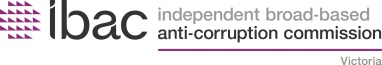 ibac independent broad-based
anti-corruption commission
Victoria